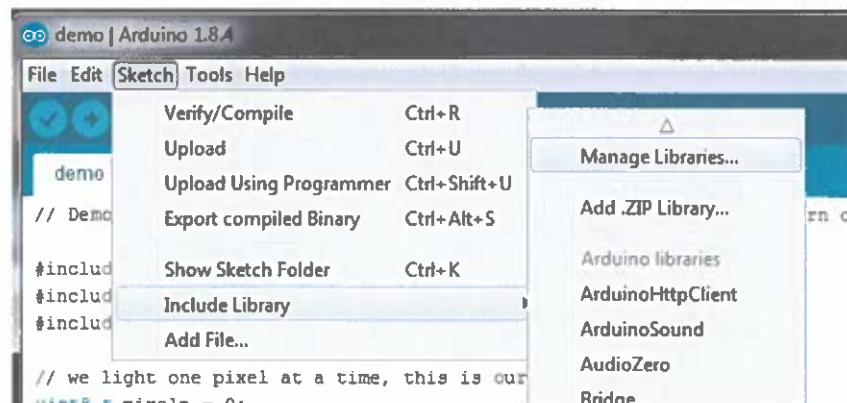 demo | Arduino 1.8.4
File Edit Sketch Tools Help
Verify/Compile Ctrl+R
Upload Ctrl+U
Upload Using Programmer Ctrl+Shift+U
Export compiled Binary Ctrl+Alt+S
Show Sketch Folder Ctrl+K
Include Library
Add File...
Manage Libraries...
Add .ZIP Library...
Arduino libraries
ArduinoHttpClient
ArduinoSound
AudioZero
Bridge
demo
// Demo
#includ
#includ
#includ
// we light one pixel at a time, this is our